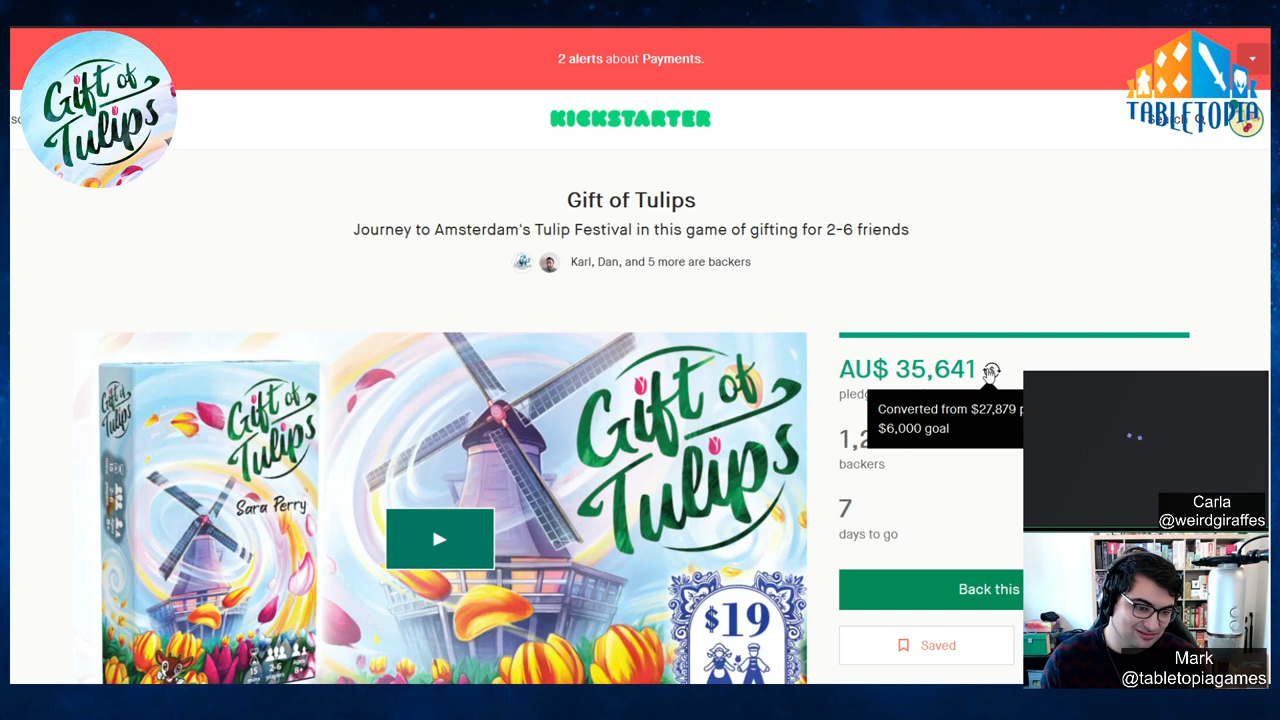 2 alerts about Payments.
Gift of
Tulips
KICKSTARTER
TABLETOPIA
Gift of Tulips
Journey to Amsterdam's Tulip Festival in this game of gifting for 2-6 friends
Karl, Dan, and 5 more are backers
Gift of
Tulips
Gift of
Tulips
Sara Perry
Gift of
Tulips
$19
AU$ 35,641
Converted from $27,879
$6,000 goal
backers
7
days to go
Back this
Saved
Carla
@weirdgiraffes
Mark
@tabletopiagames